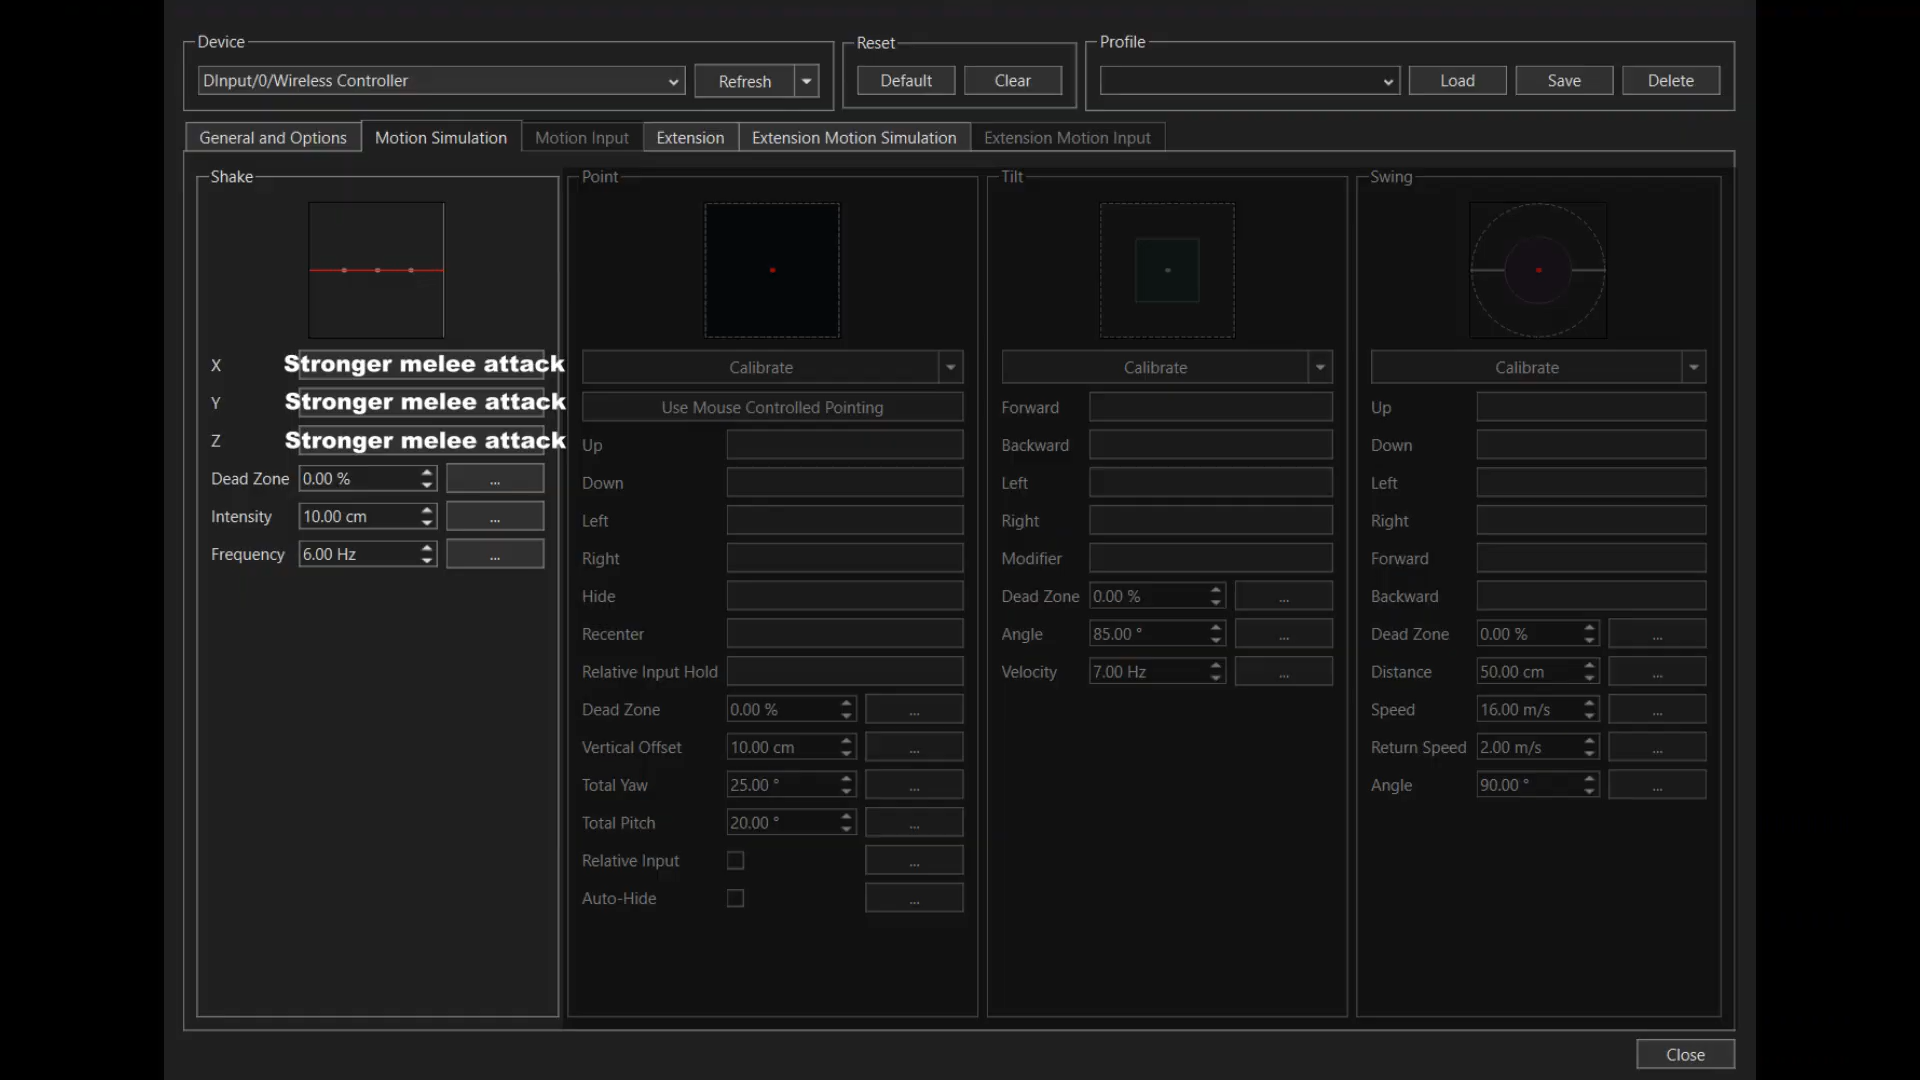 Device
DInput/0/Wireless Controller
Refresh
Reset
Default
Clear
Profile
Load
Save
Delete
General and Options
Motion Simulation
Motion Input
Extension
Extension Motion Simulation
Extension Motion Input
Shake
X Stronger melee attack
Y Stronger melee attack
Z Stronger melee attack
Dead Zone 0.00 % ...
Intensity 10.00 cm ...
Frequency 6.00 Hz ...
Point
Calibrate
Use Mouse Controlled Pointing
Up
Down
Left
Right
Hide
Recenter
Relative Input Hold
Dead Zone 0.00 % ...
Vertical Offset 10.00 cm ...
Total Yaw 25.00 ° ...
Total Pitch 20.00 ° ...
Relative Input ...
Auto-Hide ...
Tilt
Calibrate
Forward
Backward
Left
Right
Modifier
Dead Zone 0.00 % ...
Angle 85.00 ° ...
Velocity 7.00 Hz ...
Swing
Calibrate
Up
Down
Left
Right
Forward
Backward
Dead Zone 0.00 % ...
Distance 50.00 cm ...
Speed 16.00 m/s ...
Return Speed 2.00 m/s ...
Angle 90.00 ° ...
Close